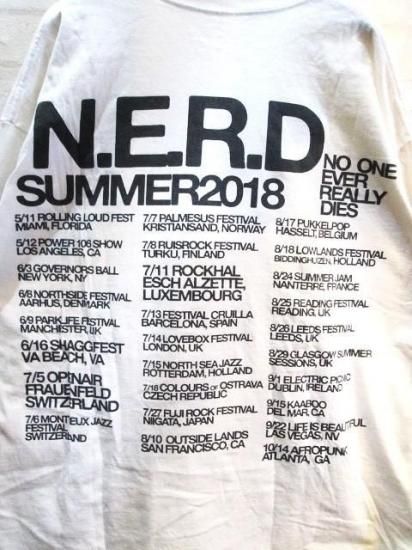 N.E.R.D
NO ONE
EVER
REALLY
DIES
SUMMER2018
5/11 ROLLING LOUD FEST
MIAMI, FLORIDA
5/12 POWER 106 SHOW
LOS ANGELES, CA
6/3 GOVERNORS BALL
NEW YORK, NY
6/8 NORTHSIDE FESTIVAL
AARHUS, DENMARK
6/9 PARKLIFE FESTIVAL
MANCHESTER, UK
6/16 SHAGGFEST
VA BEACH, VA
7/5 OPENAIR
FRAUENFELD
SWITZERLAND
7/6 MONTEUX JAZZ
FESTIVAL
SWITZERLAND
7/7 PALMESUS FESTIVAL
KRISTIANSAND, NORWAY
7/8 RUISROCK FESTIVAL
TURKU, FINLAND
7/11 ROCKHAL
ESCH ALZETTE,
LUXEMBOURG
7/13 FESTIVAL CRUILLA
BARCELONA, SPAIN
7/14 LOVEBOX FESTIVAL
LONDON, UK
7/15 NORTH SEA JAZZ
ROTTERDAM, HOLLAND
7/18 COLOURS OF OSTRAVA
CZECH REPUBLIC
7/27 FUJI ROCK FESTIVAL
NIIGATA, JAPAN
8/10 OUTSIDE LANDS
SAN FRANCISCO, CA
8/17 PUKKELPOP
HASSELT, BELGIUM
8/18 LOWLANDS FESTIVAL
BIDDINGHUIZEN, HOLLAND
8/24 SUMMER JAM
NANTERRE, FRANCE
8/25 READING FESTIVAL
READING, UK
8/26 LEEDS FESTIVAL
LEEDS, UK
8/29 GLASGOW SUMMER
SESSIONS, UK
9/1 ELECTRIC PICNIC
DUBLIN, IRELAND
9/15 KAABOO
DEL MAR, CA
9/22 LIFE IS BEAUTIFUL
LAS VEGAS, NV
10/14 AFROPUNK
ATLANTA, GA